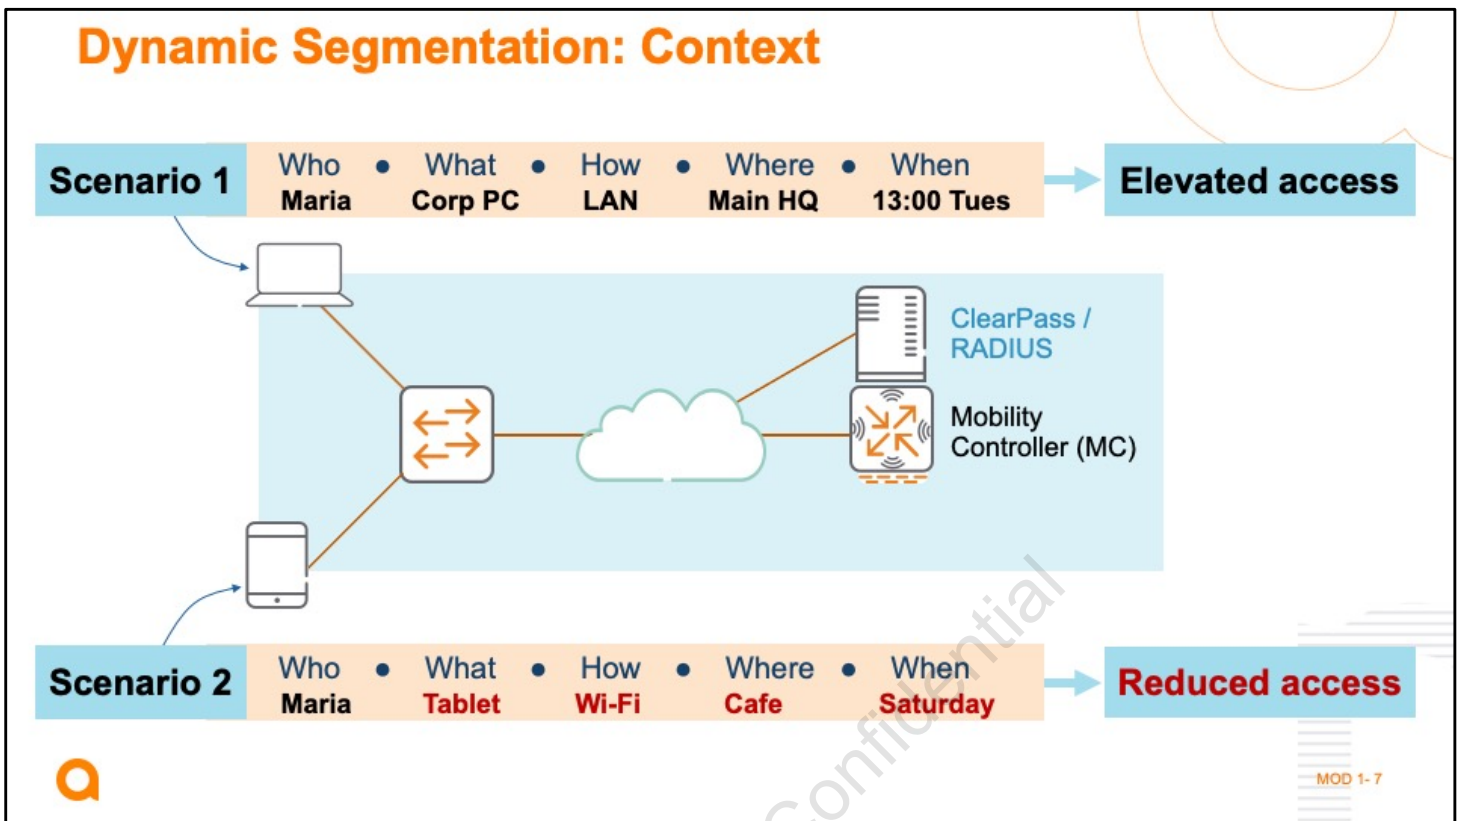 Dynamic Segmentation: Context
Scenario 1
Who • What • How • Where • When
Maria Corp PC LAN Main HQ 13:00 Tues
Elevated access
ClearPass /
RADIUS
Mobility
Controller (MC)
Scenario 2
Who • What • How • Where • When
Maria Tablet Wi-Fi Cafe Saturday
Reduced access
Confidential
MOD 1- 7